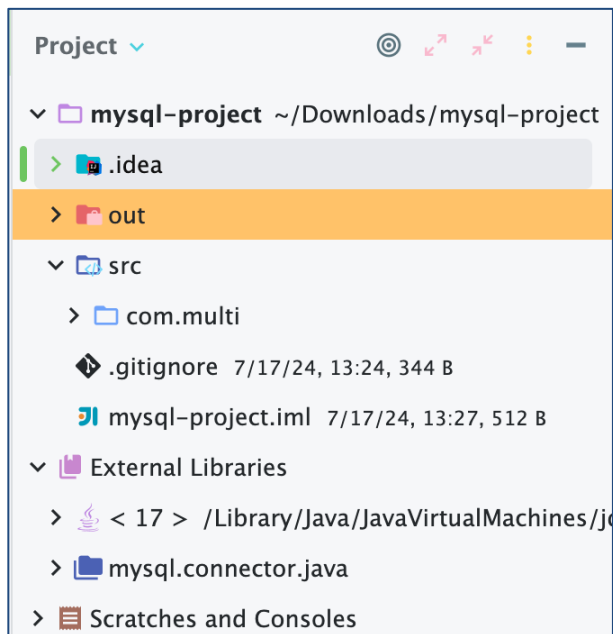 Project
mysql-project ~/Downloads/mysql-project
.idea
out
src
com.multi
.gitignore 7/17/24, 13:24, 344 B
mysql-project.iml 7/17/24, 13:27, 512 B
External Libraries
< 17 > /Library/Java/JavaVirtualMachines/
mysql.connector.java
Scratches and Consoles